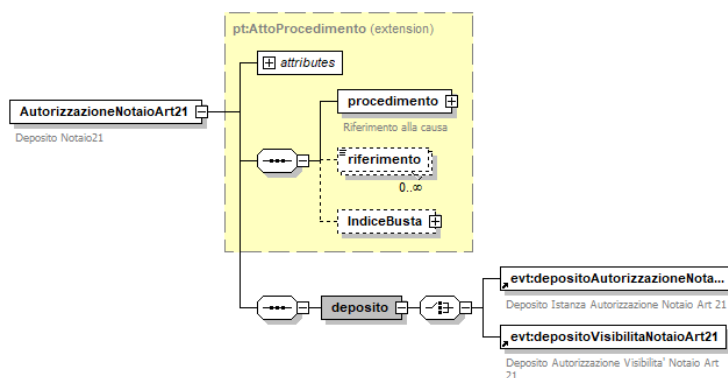 pt:AttoProcedimento (extension)
attributes
AutorizzazioneNotaioArt21
Deposito Notaio21
procedimento
Riferimento alla causa
riferimento
0..∞
IndiceBusta
deposito
evt:depositoAutorizzazioneNota...
Deposito Istanza Autorizzazione Notaio Art 21
evt:depositoVisibilitaNotaioArt21
Deposito Autorizzazione Visibilita' Notaio Art
21